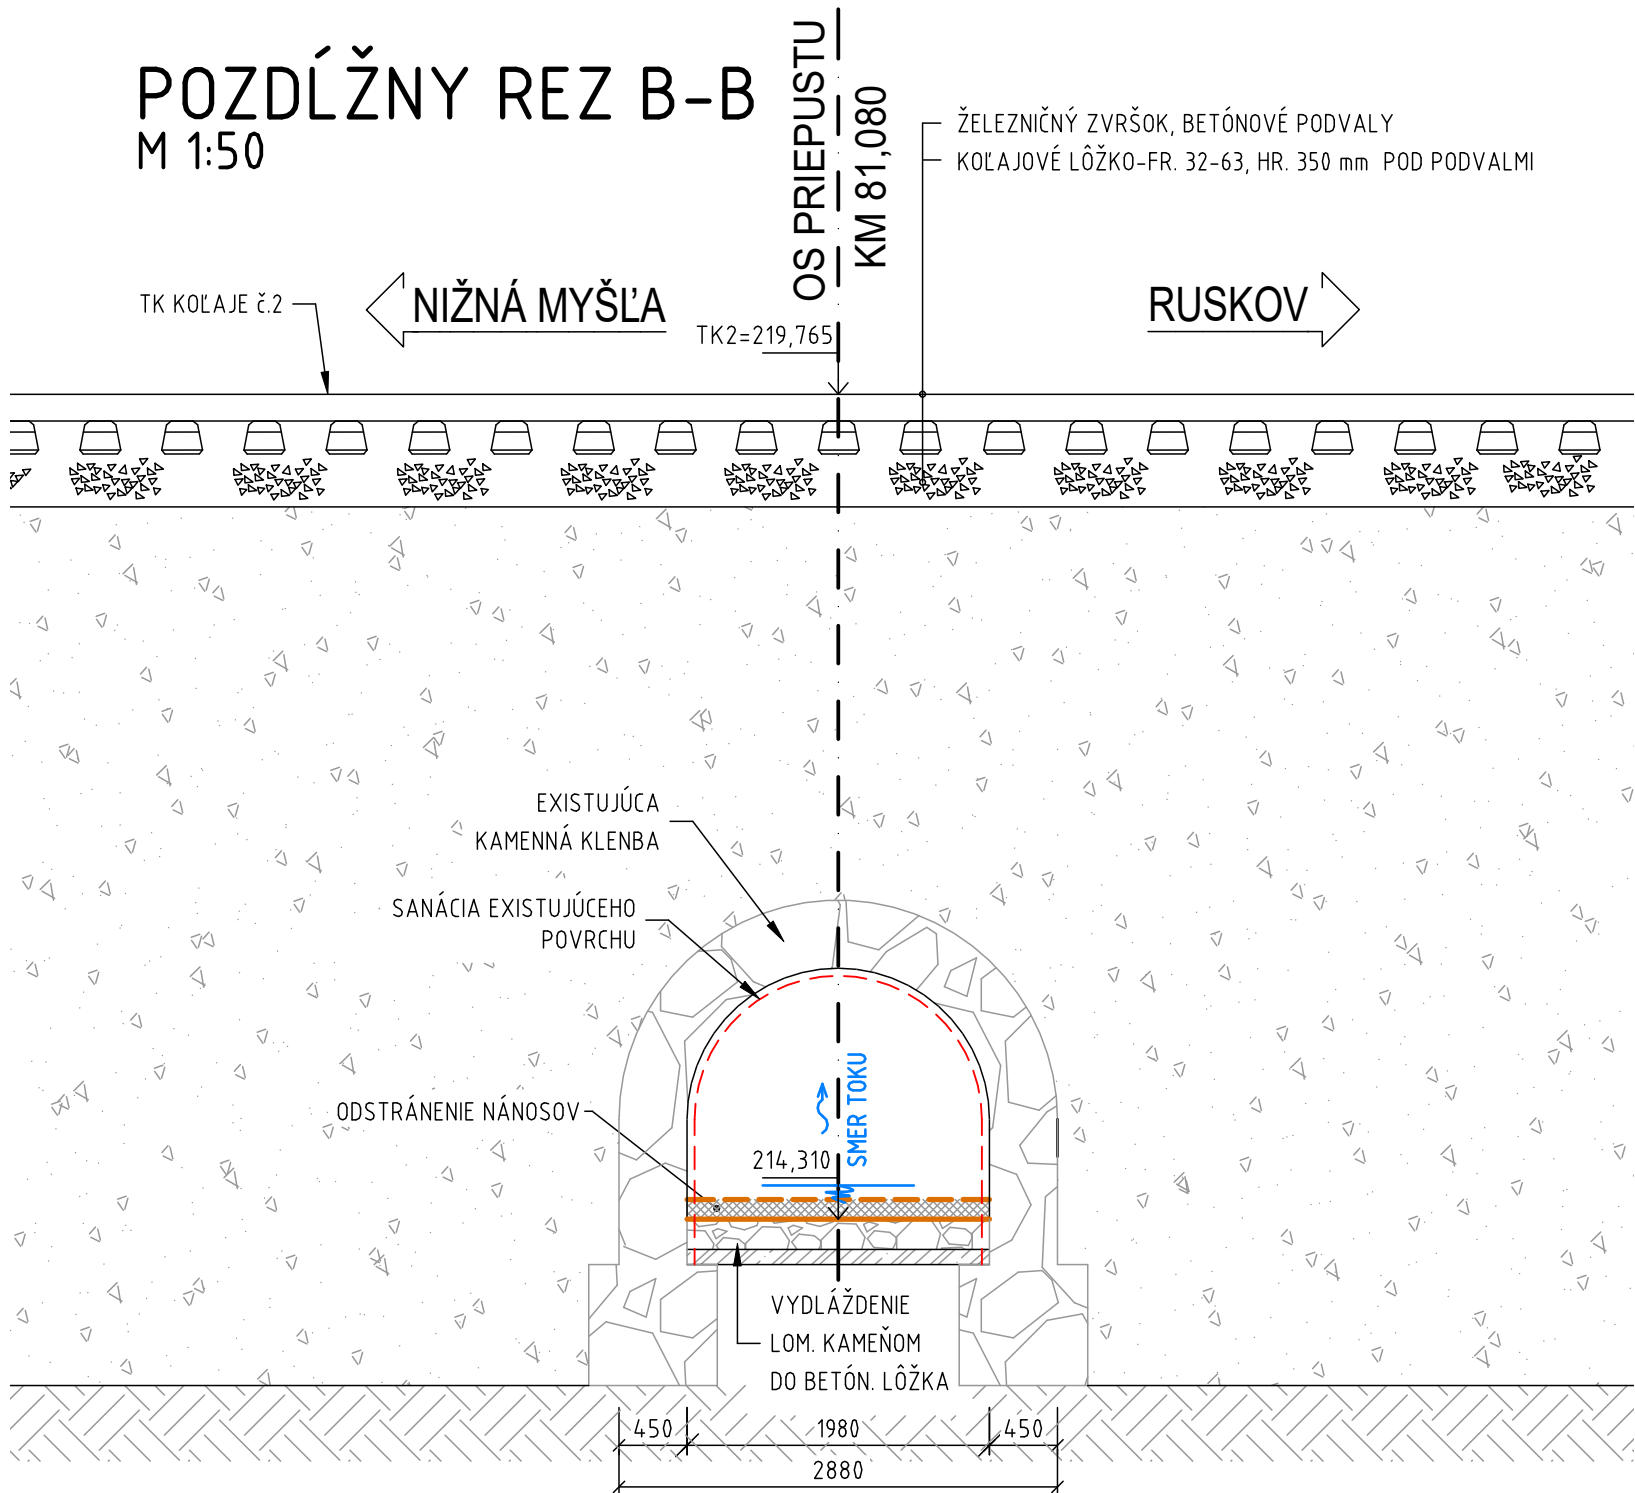 POZDĹŽNY REZ B-B
M 1:50
OS PRIEPUSTU
KM 81,080
ŽELEZNIČNÝ ZVRŠOK, BETÓNOVÉ PODVALY
KOĽAJOVÉ LÔŽKO-FR. 32-63, HR. 350 mm POD PODVALMI
TK KOĽAJE č.2
NIŽNÁ MYŠĽA
RUSKOV
TK2=219,765
EXISTUJÚCA
KAMENNÁ KLENBA
SANÁCIA EXISTUJÚCEHO
POVRCHU
ODSTRÁNENIE NÁNOSOV
SMER TOKU
214,310
VYDLÁŽDENIE
LOM. KAMEŇOM
DO BETÓN. LÔŽKA
450
1980
450
2880